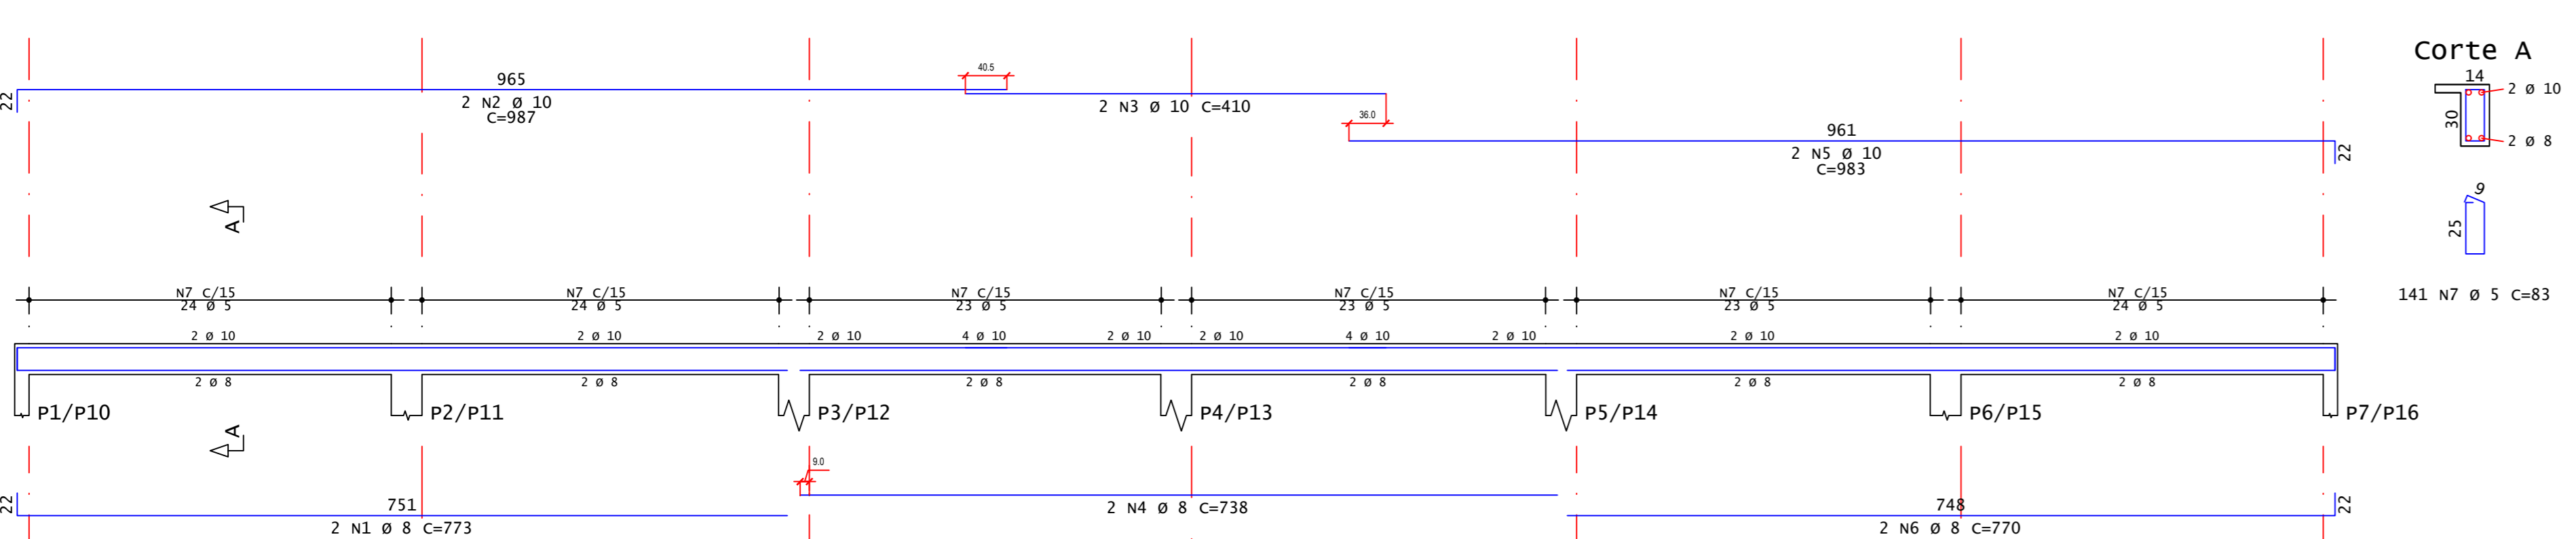 Corte A
965
40.5
14
22
2 N2 Ø 10
C=987
2 N3 Ø 10 C=410
2 Ø 10
36.0
30
961
2 N5 Ø 10
C=983
22
2 Ø 8
A
9
25
N7 C/15
24 Ø 5
N7 C/15
24 Ø 5
N7 C/15
23 Ø 5
N7 C/15
23 Ø 5
N7 C/15
23 Ø 5
N7 C/15
24 Ø 5
141 N7 Ø 5 C=83
2 Ø 10 2 Ø 10 2 Ø 10 4 Ø 10 2 Ø 10 2 Ø 10 4 Ø 10 2 Ø 10 2 Ø 10 2 Ø 10
2 Ø 8 2 Ø 8 2 Ø 8 2 Ø 8 2 Ø 8 2 Ø 8
P1/P10 P2/P11 P3/P12 P4/P13 P5/P14 P6/P15 P7/P16
A
9.0
22
751
2 N1 Ø 8 C=773
2 N4 Ø 8 C=738
748
2 N6 Ø 8 C=770
22